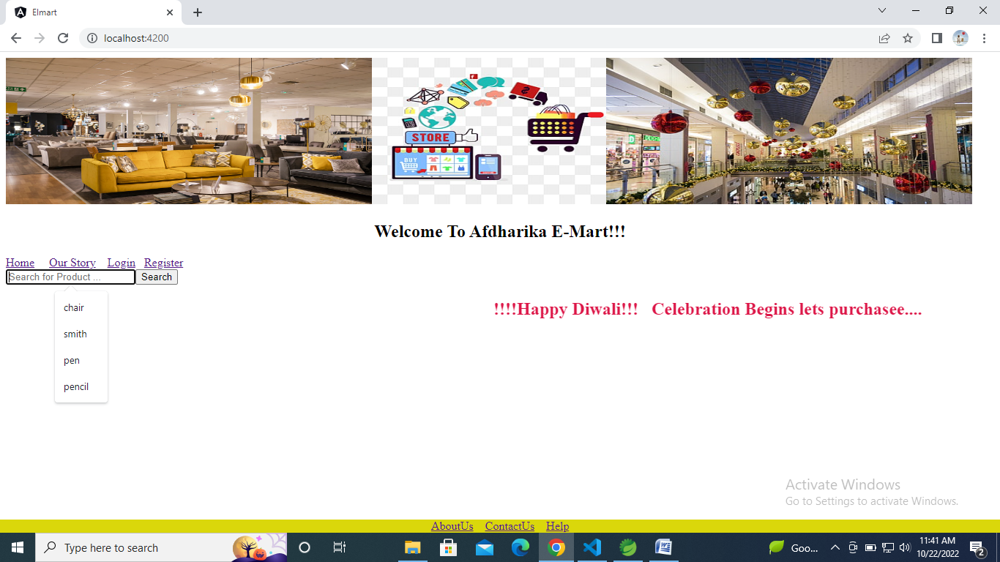 Elmart
localhost:4200
STORE
BUY
Welcome To Afdharika E-Mart!!!
Home Our Story Login Register
Search for Product ... Search
chair
smith
pen
pencil
!!!!Happy Diwali!!! Celebration Begins lets purchasee....
Activate Windows
Go to Settings to activate Windows.
AboutUs ContactUs Help
Type here to search
Goo...
11:41 AM
10/22/2022
2